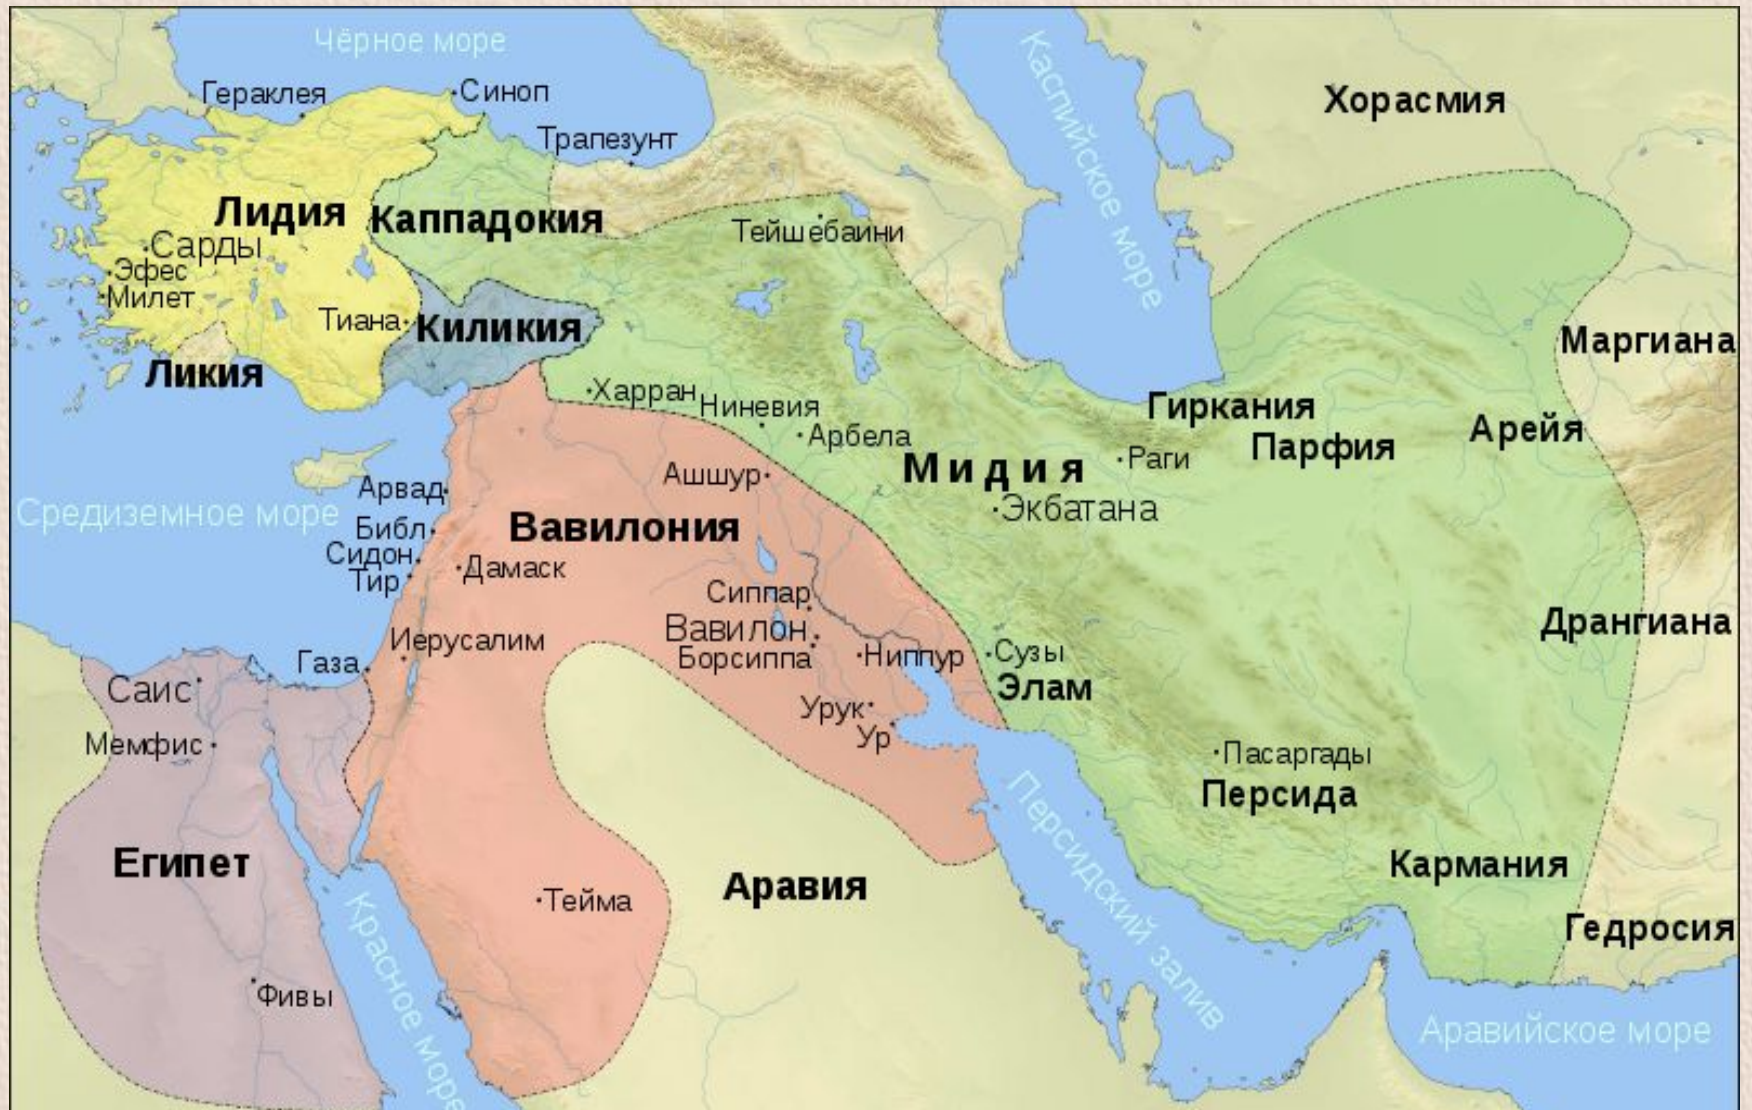 Чёрное море
Каспийское море
Хорасмия
Гераклея
Синоп
Трапезунт
Лидия
Каппадокия
Тейшебаини
Сарды
Эфес
Милет
Тиана
Киликия
Ликия
Маргиана
Харран
Ниневия
Арбела
Гиркания
Парфия
Арейя
Мидия
Раги
Ашшур
Экбатана
Арвад
Средиземное море
Библ
Вавилония
Сидон
Тир
Дамаск
Сиппар
Вавилон
Борсиппа
Ниппур
Дрангиана
Иерусалим
Газа
Сузы
Элам
Саис
Урук
Ур
Мемфис
Пасаргады
Персида
Персидский залив
Египет
Аравия
Кармания
Тейма
Гедросия
Красное море
Фивы
Аравийское море